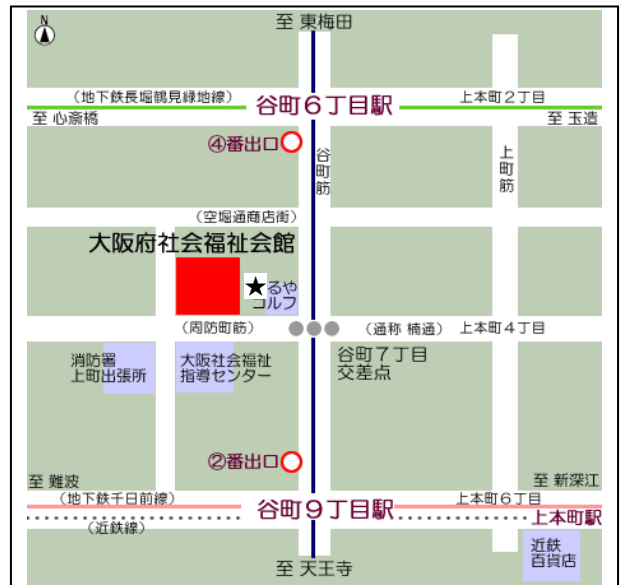 N
至 東梅田
(地下鉄長堀鶴見緑地線)
谷町6丁目駅
上本町2丁目
至 心斎橋
至 玉造
④番出口
谷町筋
上町筋
(空堀通商店街)
大阪府社会福祉会館
★るや
ゴルフ
(周防町筋)
(通称 楠通)
上本町4丁目
消防署
上町出張所
大阪社会福祉
指導センター
谷町7丁目
交差点
②番出口
至 難波
至 新深江
(地下鉄千日前線)
谷町9丁目駅
上本町6丁目
(近鉄線)
上本町駅
近鉄
百貨店
至 天王寺